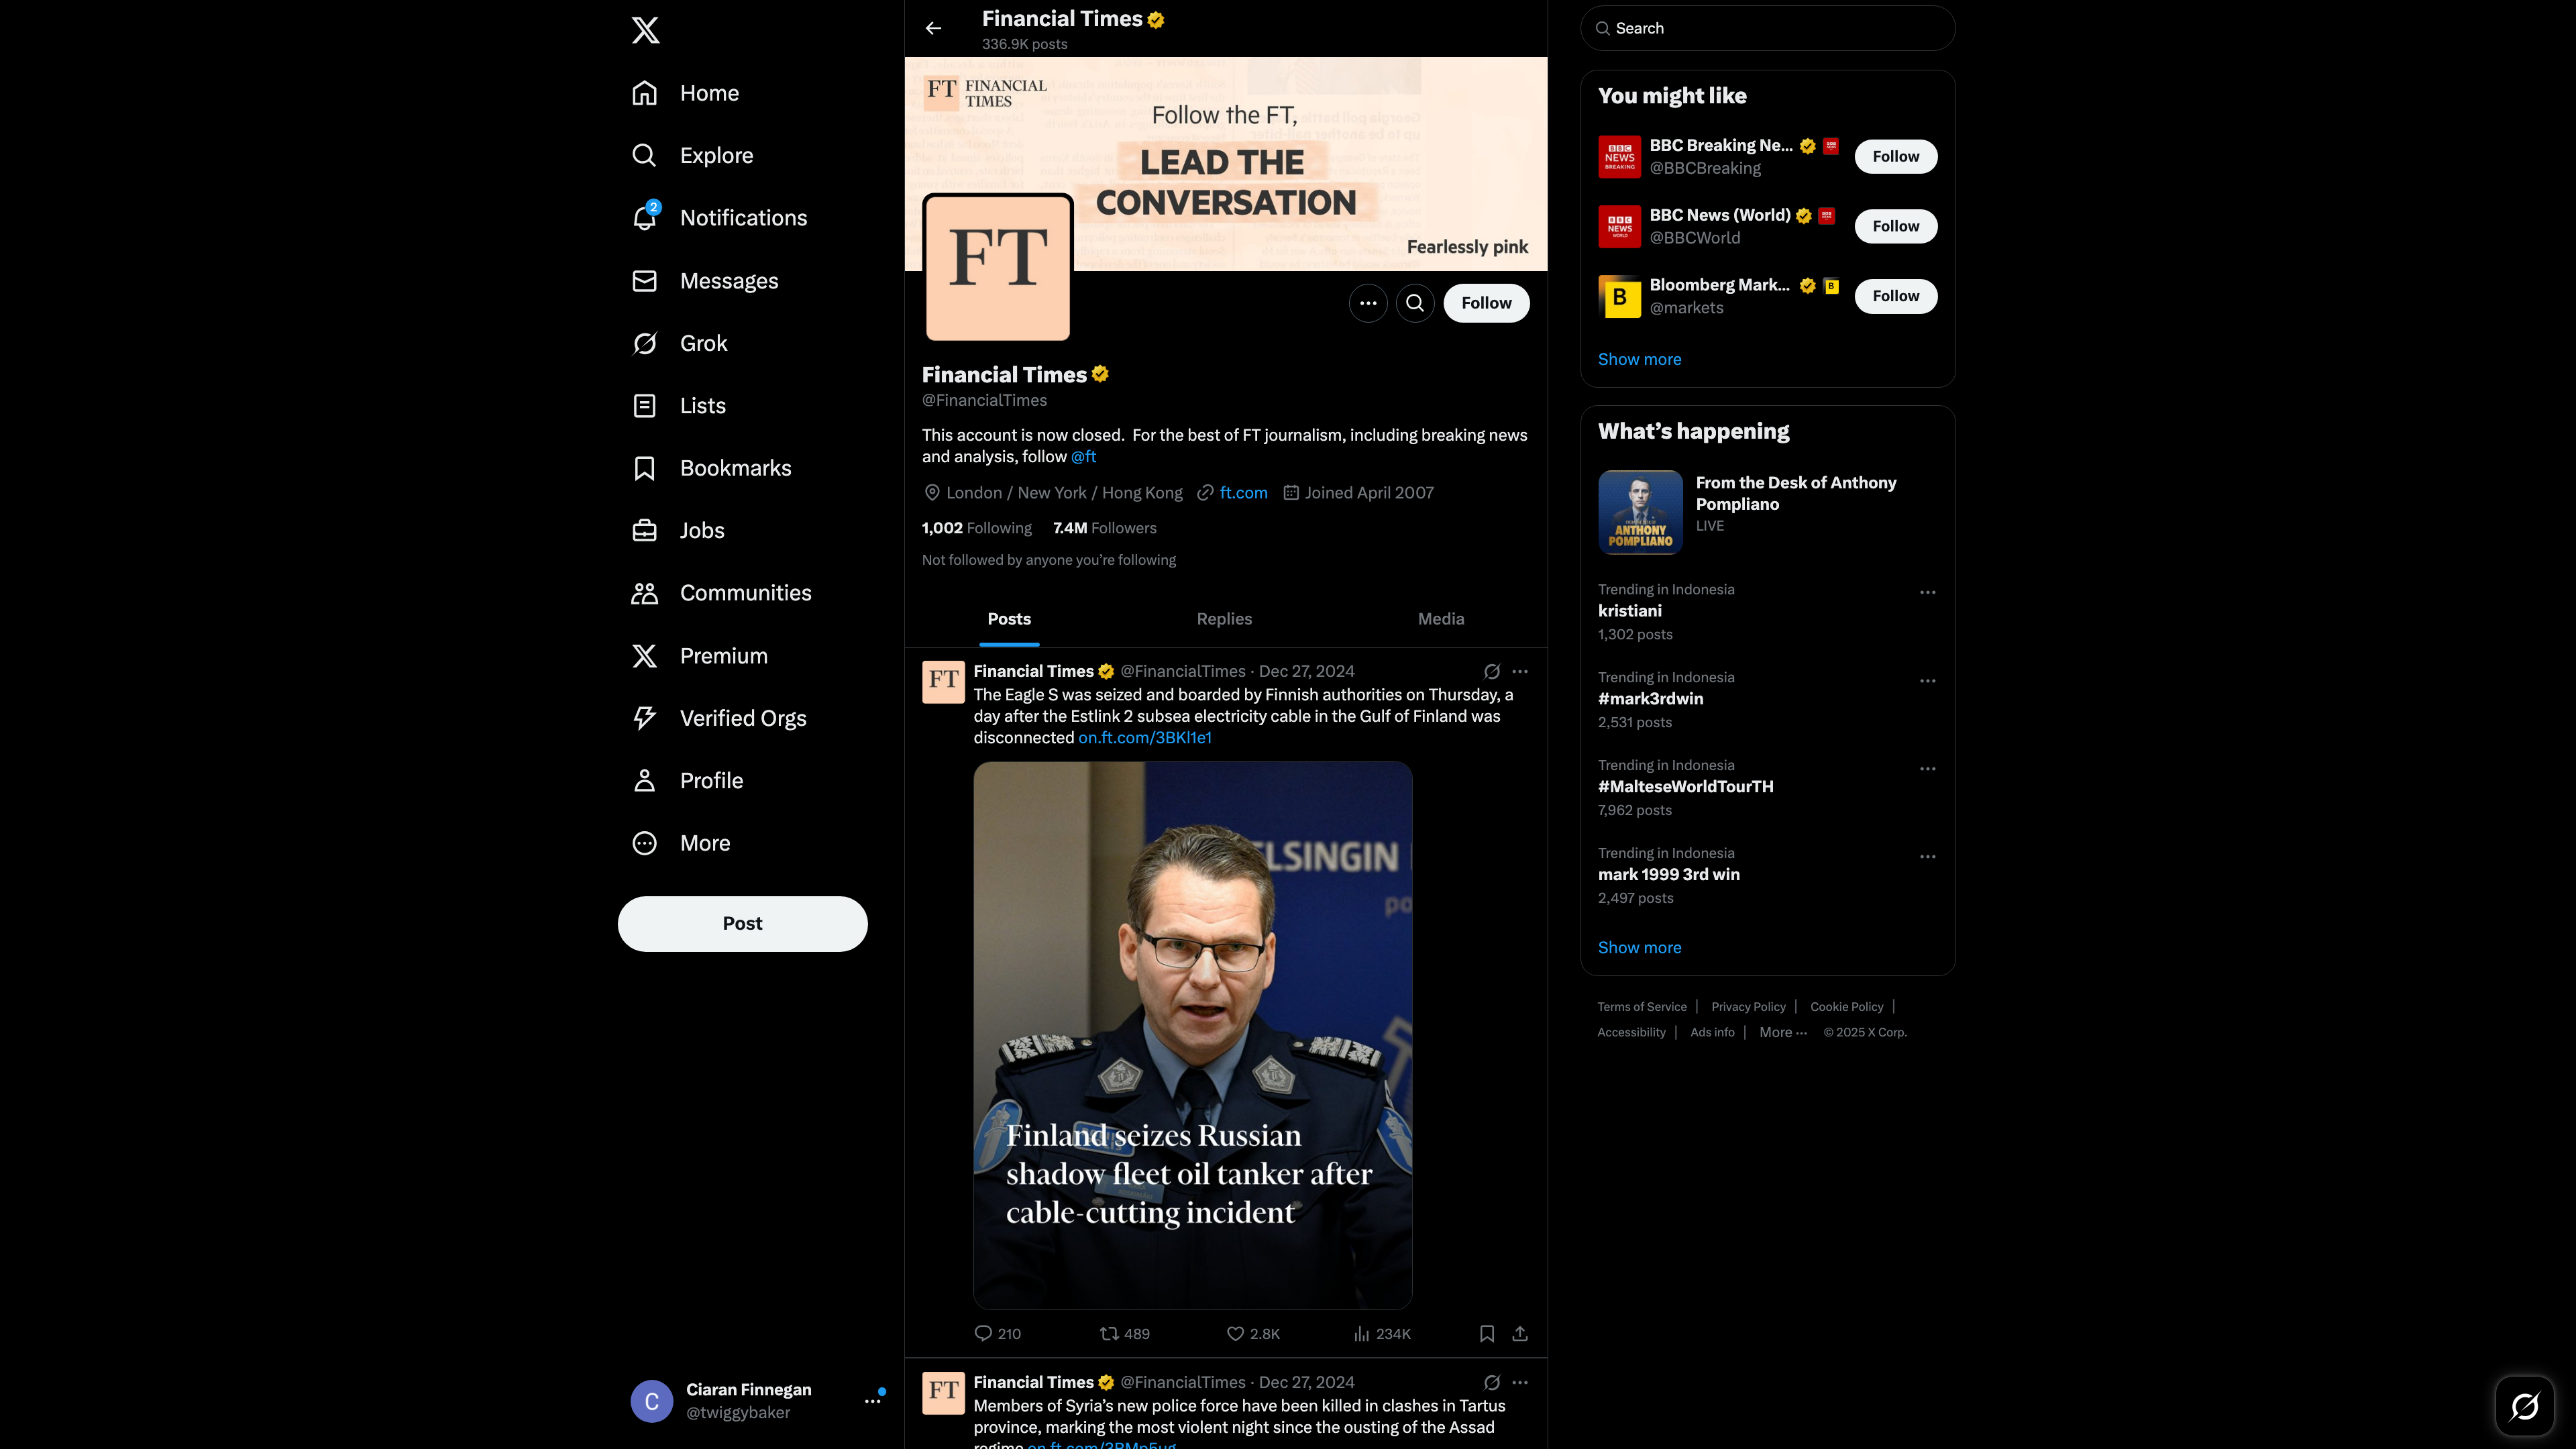 Home
Explore
2
Notifications
Messages
Grok
Lists
Bookmarks
Jobs
Communities
Premium
Verified Orgs
Profile
More
Post
C
Ciaran Finnegan
@twiggybaker
Financial Times
336.9K posts
FT FINANCIAL
TIMES
Follow the FT,
LEAD THE
CONVERSATION
Fearlessly pink
FT
Follow
Financial Times
@FinancialTimes
This account is now closed.  For the best of FT journalism, including breaking news
and analysis, follow @ft
London / New York / Hong Kong ft.com Joined April 2007
1,002 Following 7.4M Followers
Not followed by anyone you’re following
Posts Replies Media
FT
Financial Times @FinancialTimes · Dec 27, 2024
The Eagle S was seized and boarded by Finnish authorities on Thursday, a
day after the Estlink 2 subsea electricity cable in the Gulf of Finland was
disconnected on.ft.com/3BKl1e1
LSINGIN
po
Finland seizes Russian
shadow fleet oil tanker after
cable-cutting incident
210 489 2.8K 234K
FT
Financial Times @FinancialTimes · Dec 27, 2024
Members of Syria’s new police force have been killed in clashes in Tartus
province, marking the most violent night since the ousting of the Assad
regime
Search
You might like
BBC NEWS BREAKING
BBC Breaking Ne...
@BBCBreaking
Follow
BBC NEWS WORLD
BBC News (World)
@BBCWorld
Follow
B
Bloomberg Mark... B
@markets
Follow
Show more
What’s happening
ANTHONY
POMPLIANO
From the Desk of Anthony
Pompliano
LIVE
Trending in Indonesia
kristiani
1,302 posts
Trending in Indonesia
#mark3rdwin
2,531 posts
Trending in Indonesia
#MalteseWorldTourTH
7,962 posts
Trending in Indonesia
mark 1999 3rd win
2,497 posts
Show more
Terms of Service | Privacy Policy | Cookie Policy |
Accessibility | Ads info | More ··· © 2025 X Corp.